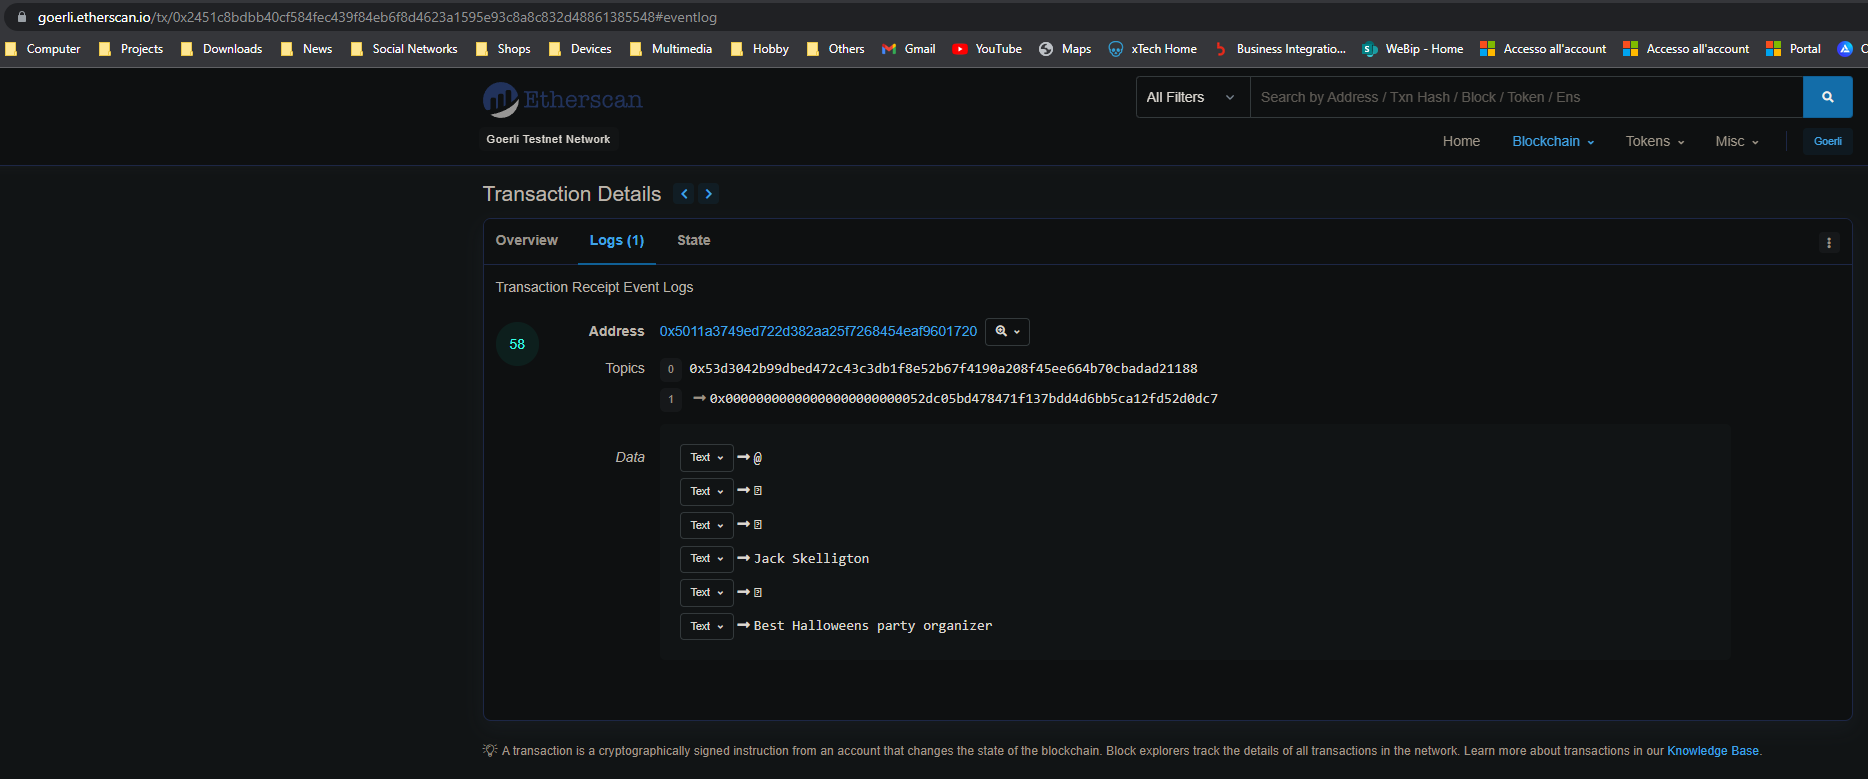 goerli.etherscan.io/tx/0x2451c8bdbb40cf584fec439f84eb6f8d4623a1595e93c8a8c832d48861385548#eventlog
Computer Projects Downloads News Social Networks Shops Devices Multimedia Hobby Others Gmail YouTube Maps xTech Home Business Integratio... WeBip - Home Accesso all'account Accesso all'account Portal C
Etherscan
All Filters Search by Address / Txn Hash / Block / Token / Ens
Goerli Testnet Network
Home Blockchain Tokens Misc Goerli
Transaction Details
Overview Logs (1) State
Transaction Receipt Event Logs
58
Address 0x5011a3749ed722d382aa25f7268454eaf9601720
Topics 0 0x53d3042b99dbed472c43c3db1f8e52b67f4190a208f45ee664b70cbadad21188
1 0x00000000000000000000000052dc05bd478471f137bdd4d6bb5ca12fd52d0dc7
Data
Text @
Text
Text
Text Jack Skelligton
Text
Text Best Halloweens party organizer
A transaction is a cryptographically signed instruction from an account that changes the state of the blockchain. Block explorers track the details of all transactions in the network. Learn more about transactions in our Knowledge Base.